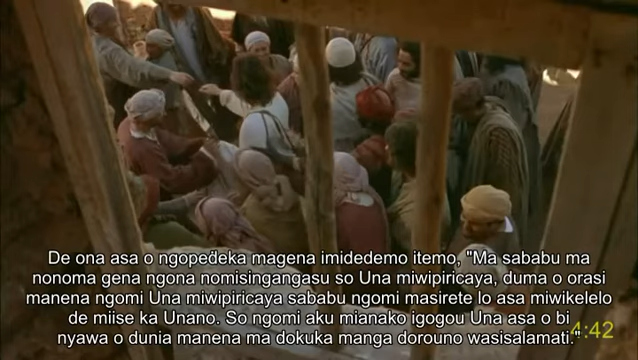 De ona asa o ngopedeka magena imidedemo itemo, "Ma sababu ma
nonoma gena ngona nomisingangasu so Una miwipiricaya, duma o orasi
manena ngomi Una miwipiricaya sababu ngomi masirete lo asa miwikelelo
de miise ka Unano. So ngomi aku mianako igogou Una asa o bi
nyawa o dunia manena ma dokuka manga dorouno wasisalamati."
4:42